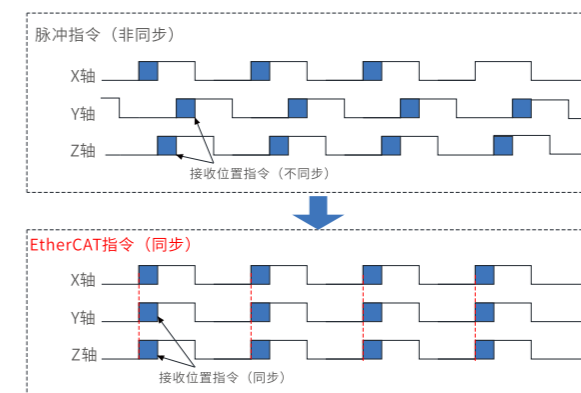 脉冲指令（非同步）
X轴
Y轴
Z轴
接收位置指令（不同步）
EtherCAT指令（同步）
X轴
Y轴
Z轴
接收位置指令（同步）